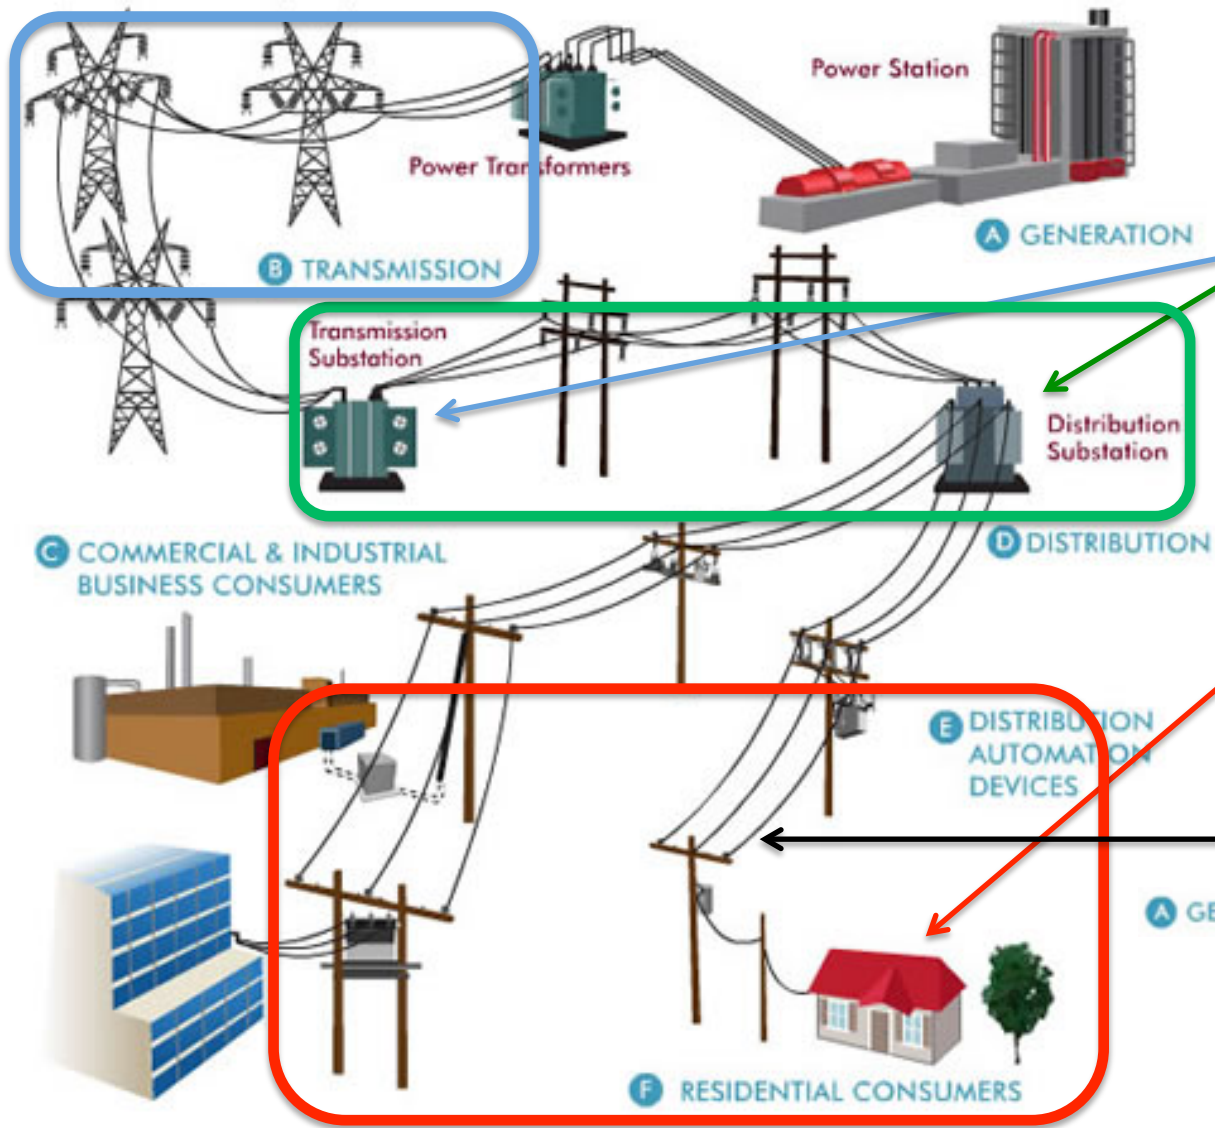 Power Station
Power Transformers
A GENERATION
B TRANSMISSION
Transmission
Substation
Distribution
Substation
C COMMERCIAL & INDUSTRIAL
BUSINESS CONSUMERS
D DISTRIBUTION
E DISTRIBUTION
AUTOMATION
DEVICES
A GE
F RESIDENTIAL CONSUMERS